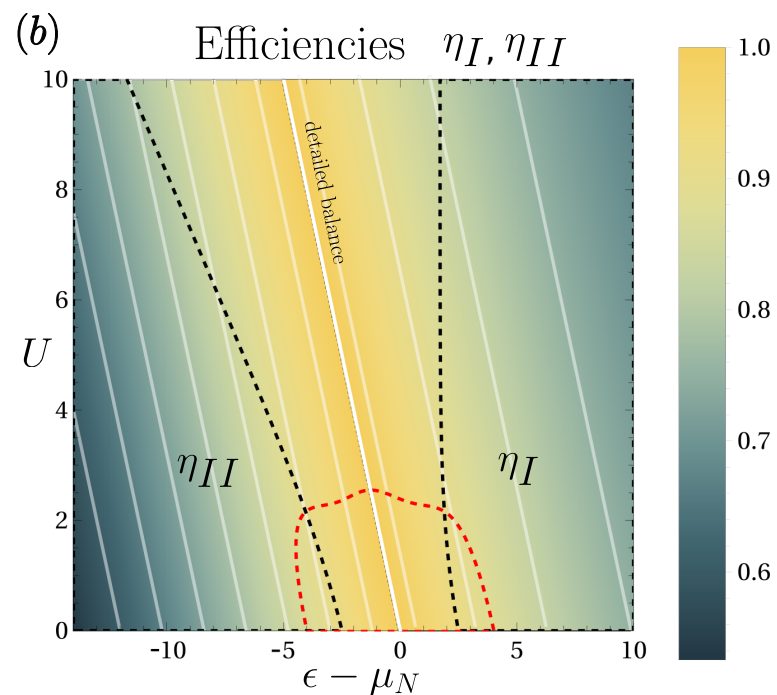 (b) Efficiencies η_I, η_II
1.0
0.9
0.8
0.7
0.6
10
8
6
4
2
0
U
detailed balance
η_II
η_I
-10 -5 0 5 10
ϵ − μ_N